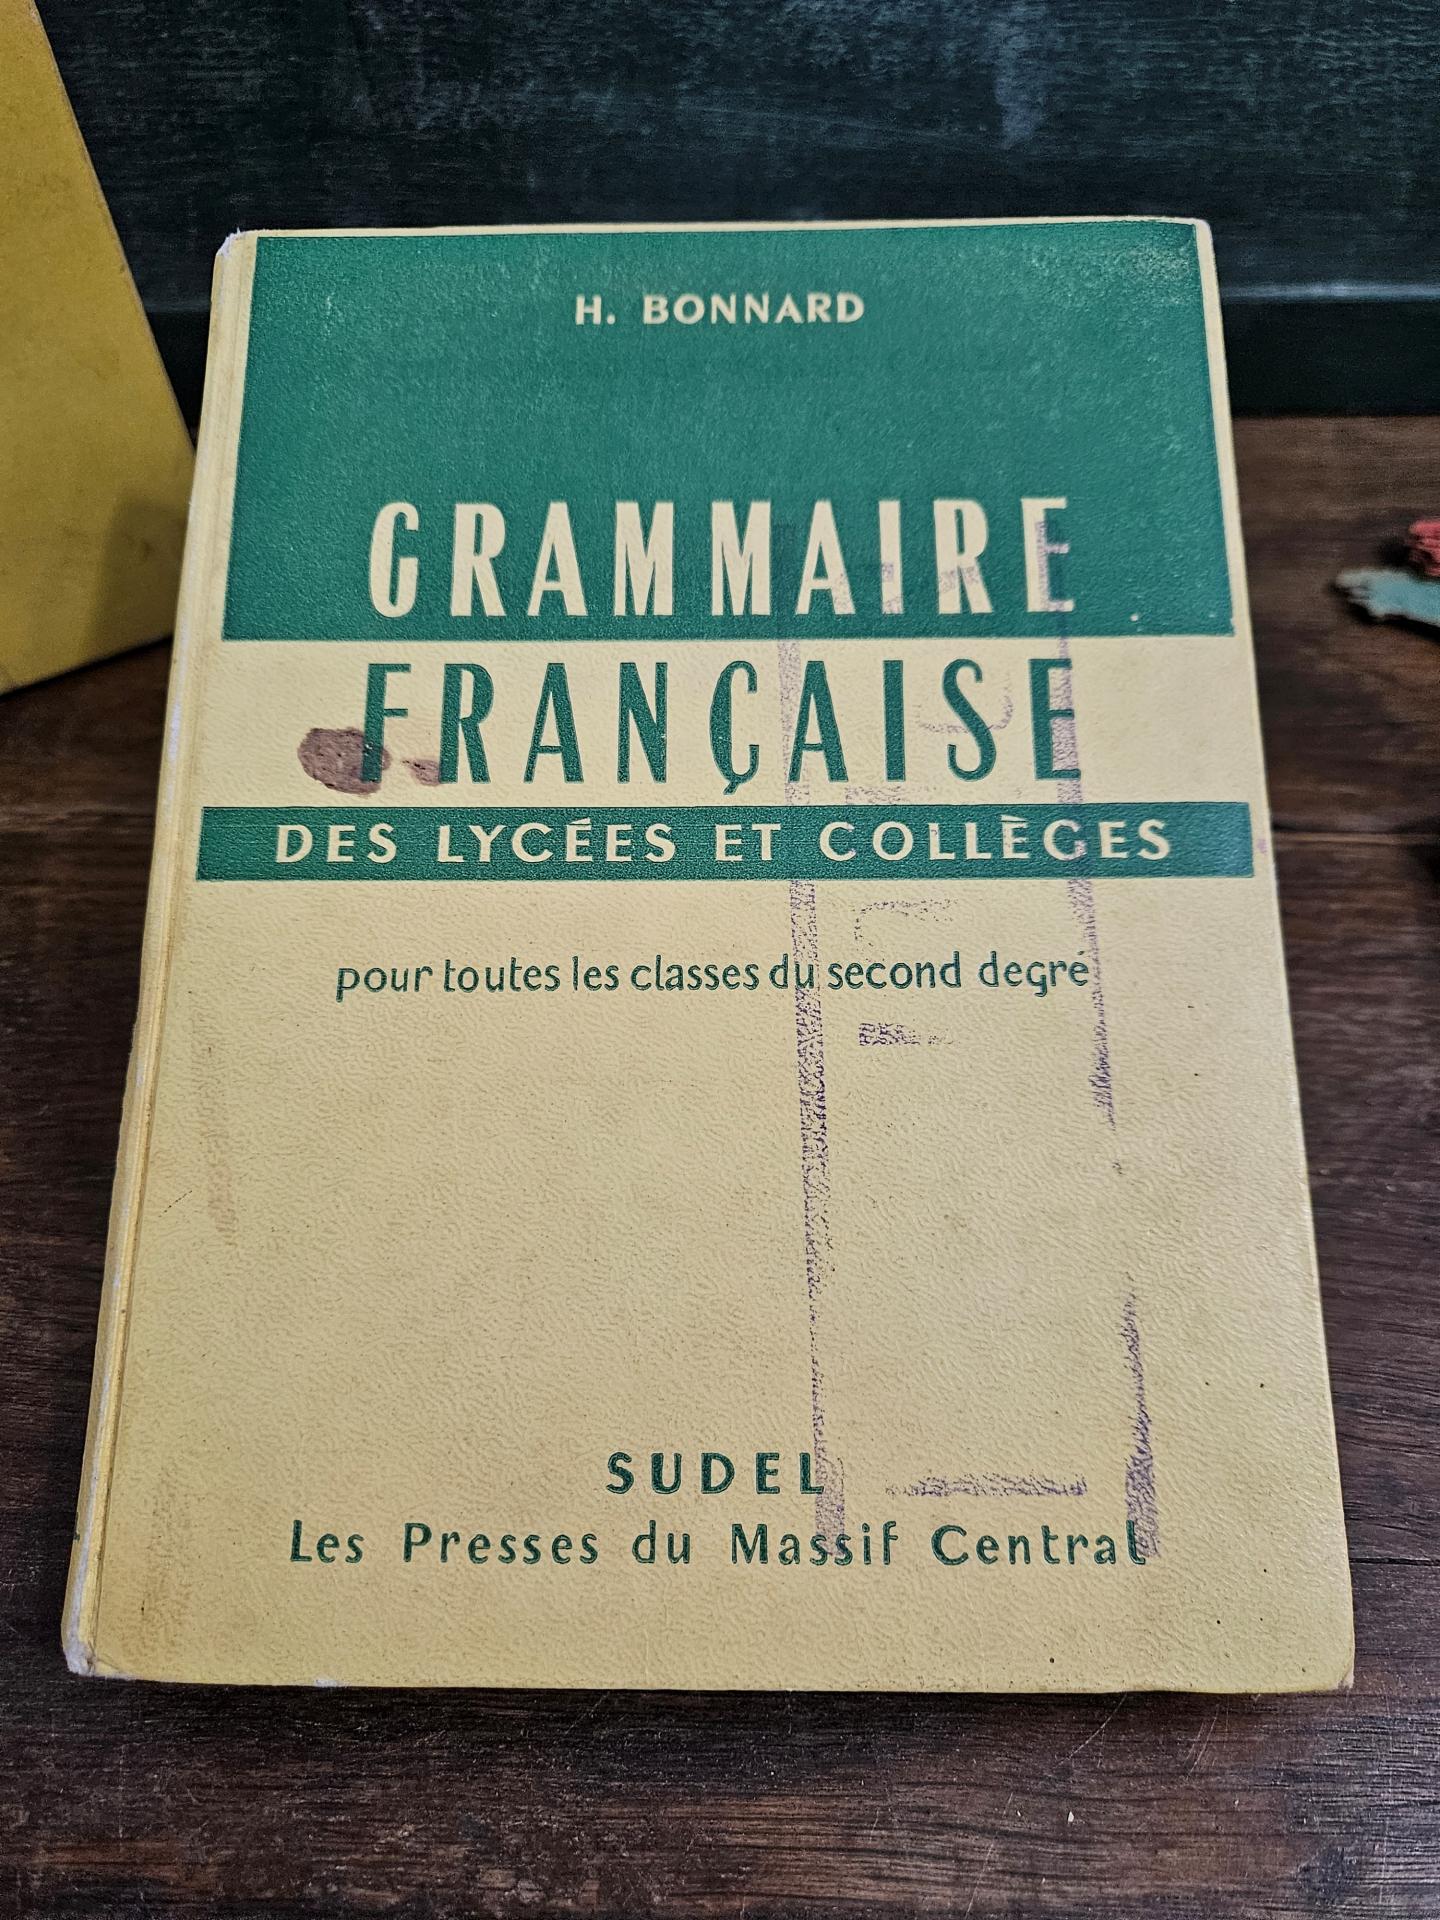 H. BONNARD
GRAMMAIRE
FRANÇAISE
DES LYCÉES ET COLLÈGES
pour toutes les classes du second degré
SUDEL
Les Presses du Massif Central